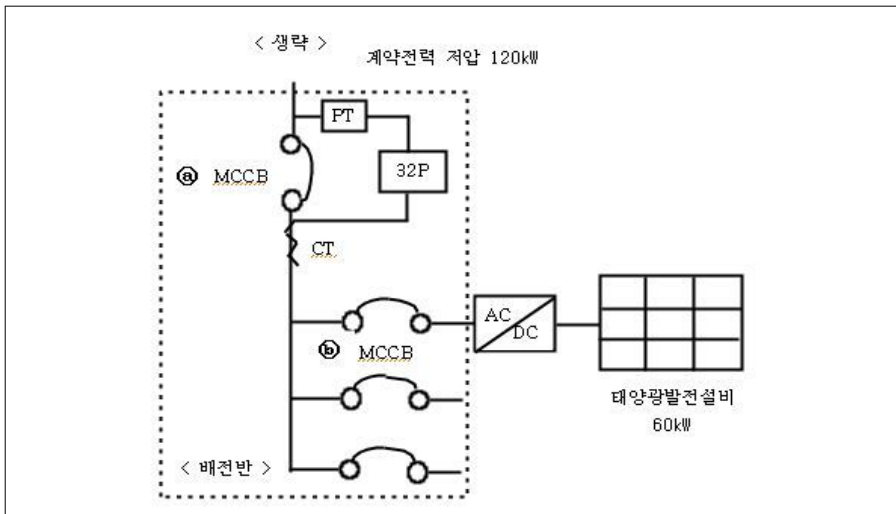 < 생략 >
계약전력 저압 120kW
PT
32P
ⓐ MCCB
CT
AC
DC
ⓑ MCCB
태양광발전설비
60kW
< 배전반 >